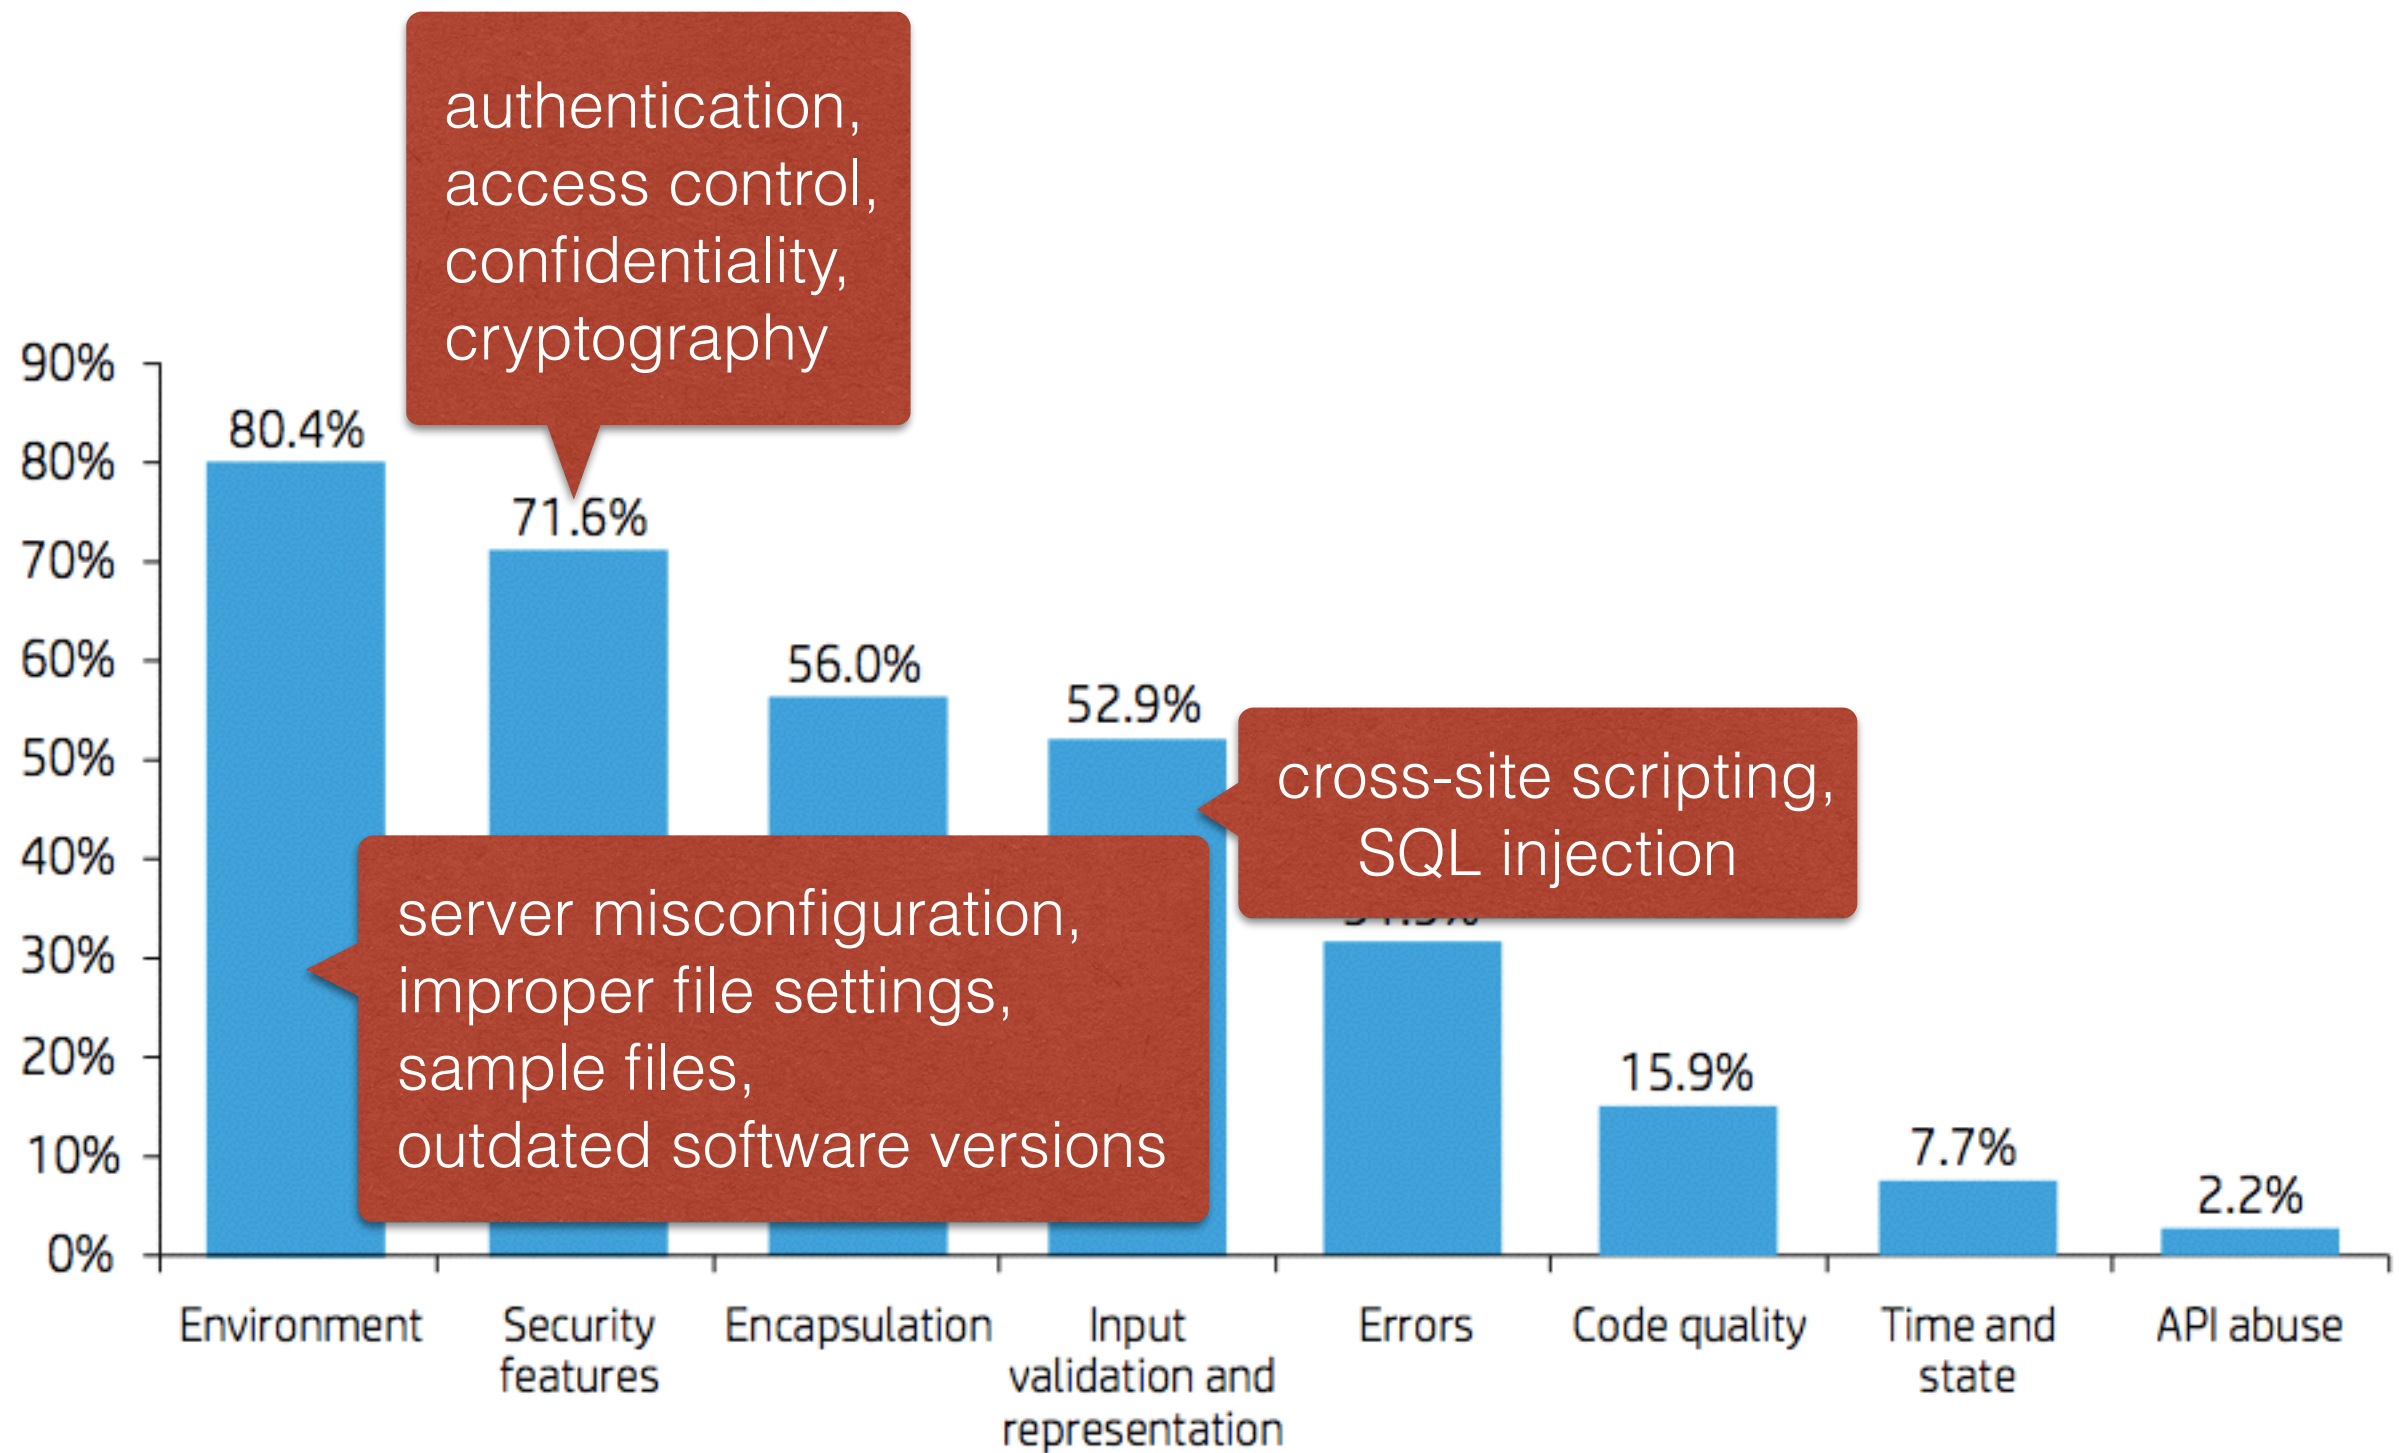 authentication,
access control,
confidentiality,
cryptography
90%
80%
70%
60%
50%
40%
30%
20%
10%
0%
80.4%
71.6%
56.0%
52.9%
15.9%
7.7%
2.2%
cross-site scripting,
SQL injection
server misconfiguration,
improper file settings,
sample files,
outdated software versions
Environment
Security
features
Encapsulation
Input
validation and
representation
Errors
Code quality
Time and
state
API abuse